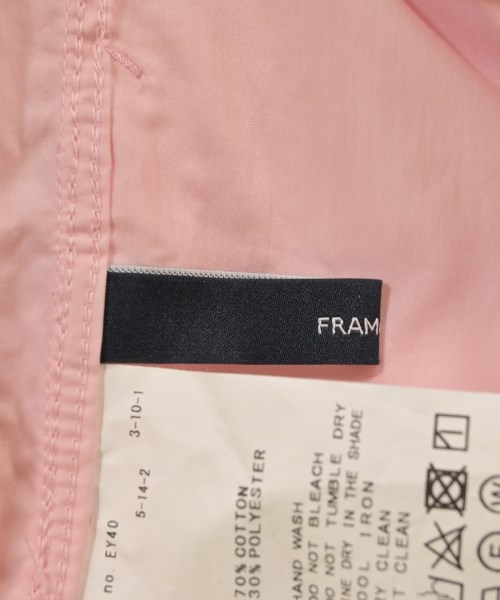 FRAM
3-10-1
5-14-2
no. EY40
70% COTTON
30% POLYESTER
HAND WASH
DO NOT BLEACH
DO NOT TUMBLE DRY
LINE DRY IN THE SHADE
COOL IRON
DRY CLEAN
WET CLEAN